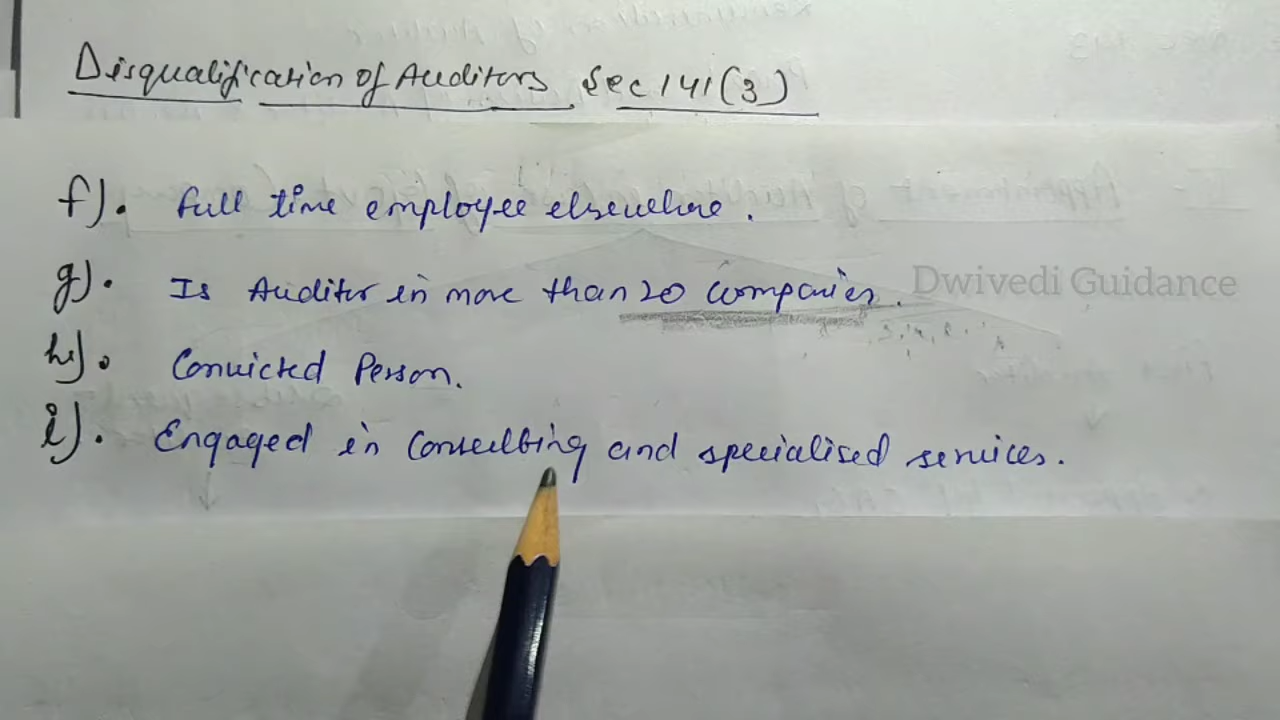 Disqualification of Auditors Sec 141(3)
f). Full time employee elsewhere.
g). Is Auditor in more than 20 companies.
Dwivedi Guidance
h). Convicted Person.
i). Engaged in Consulting and specialised services.